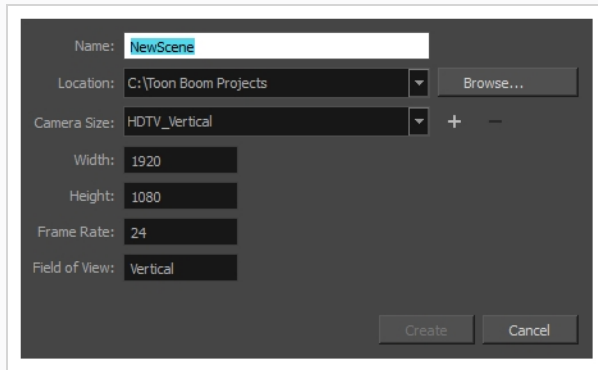 Name: NewScene
Location: C:\Toon Boom Projects Browse...
Camera Size: HDTV_Vertical + −
Width: 1920
Height: 1080
Frame Rate: 24
Field of View: Vertical
Create Cancel